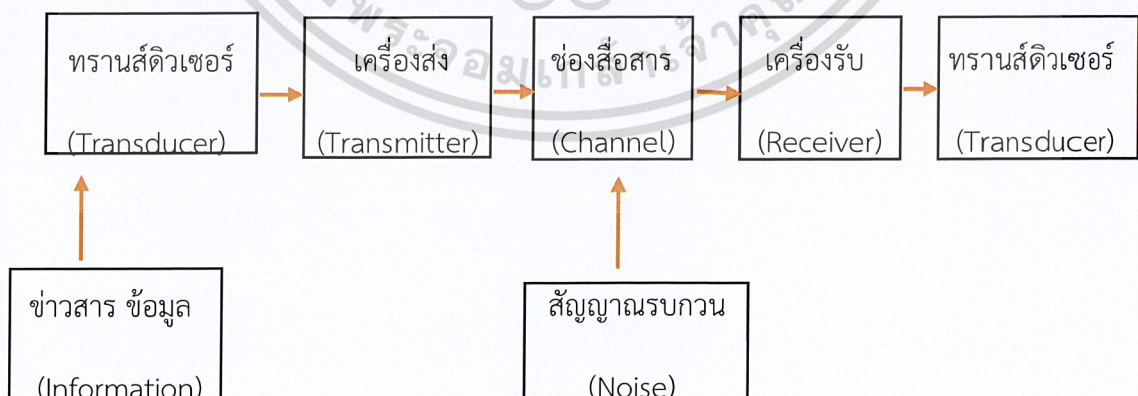 ทรานส์ดิวเซอร์
(Transducer)
เครื่องส่ง
(Transmitter)
ช่องสื่อสาร
(Channel)
เครื่องรับ
(Receiver)
ทรานส์ดิวเซอร์
(Transducer)
ข่าวสาร ข้อมูล
(Information)
สัญญาณรบกวน
(Noise)